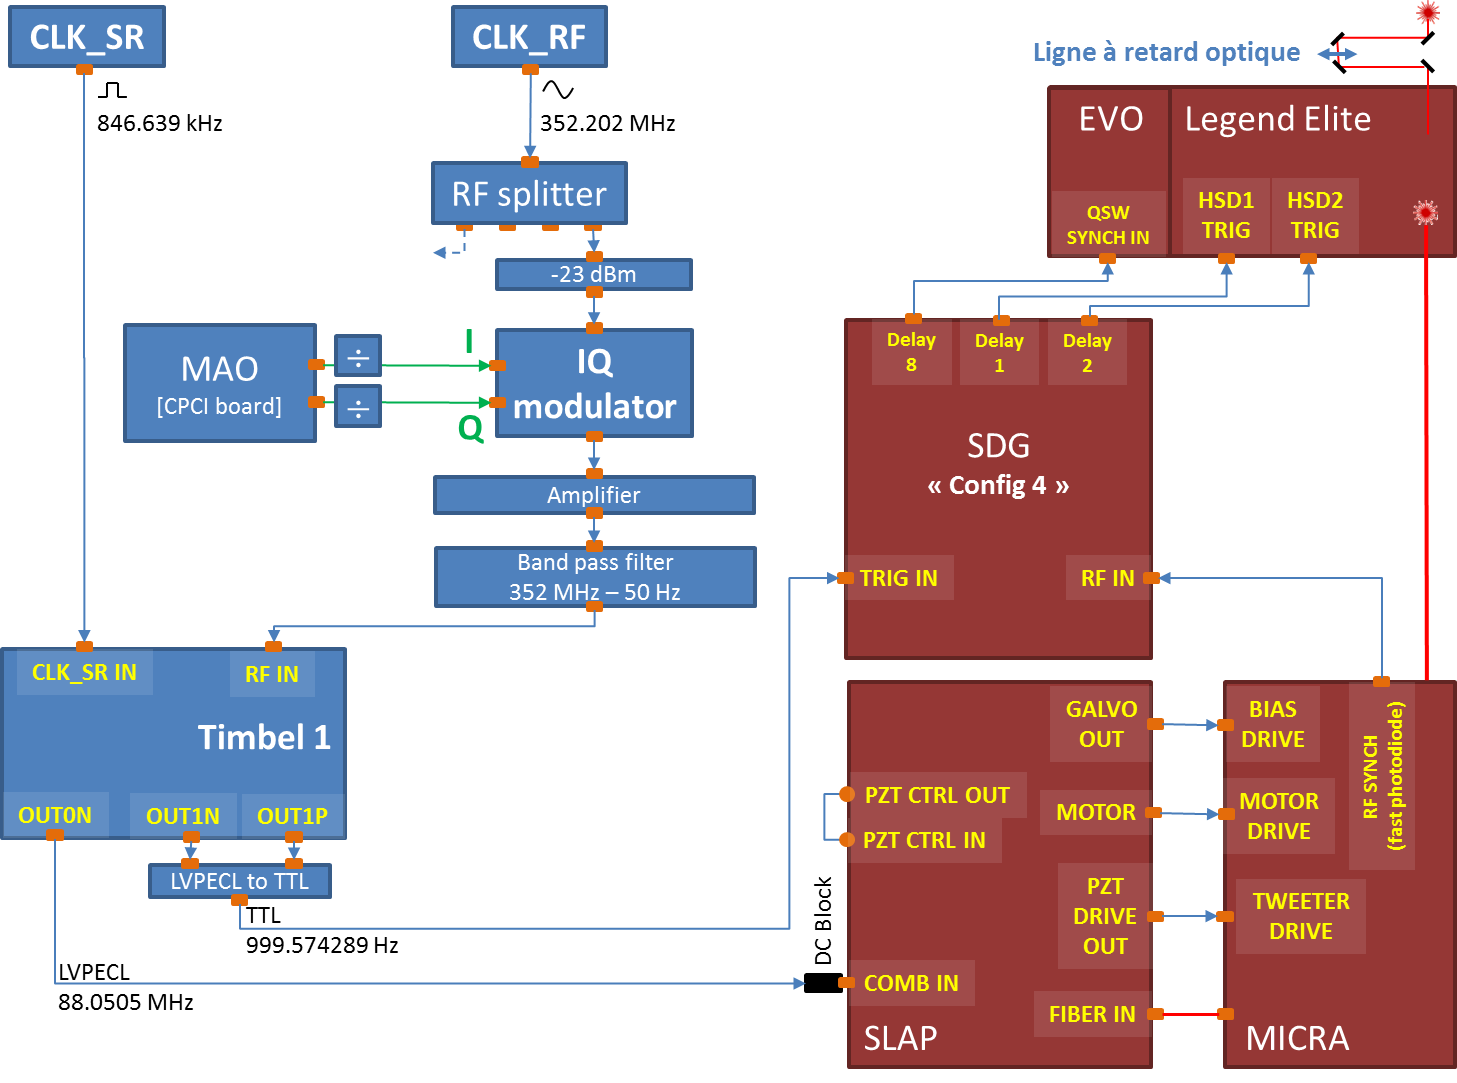 CLK_SR
CLK_RF
846.639 kHz
352.202 MHz
Ligne à retard optique
EVO
Legend Elite
QSW
SYNCH IN
HSD1
TRIG
HSD2
TRIG
RF splitter
-23 dBm
MAO
[CPCI board]
÷
÷
I
Q
IQ
modulator
Amplifier
Band pass filter
352 MHz – 50 Hz
Delay
8
Delay
1
Delay
2
SDG
« Config 4 »
TRIG IN
RF IN
CLK_SR IN
RF IN
Timbel 1
OUT0N
OUT1N
OUT1P
LVPECL to TTL
TTL
999.574289 Hz
LVPECL
88.0505 MHz
DC Block
GALVO
OUT
PZT CTRL OUT
PZT CTRL IN
MOTOR
PZT
DRIVE
OUT
COMB IN
FIBER IN
SLAP
BIAS
DRIVE
RF SYNCH
(fast photodiode)
MOTOR
DRIVE
TWEETER
DRIVE
MICRA